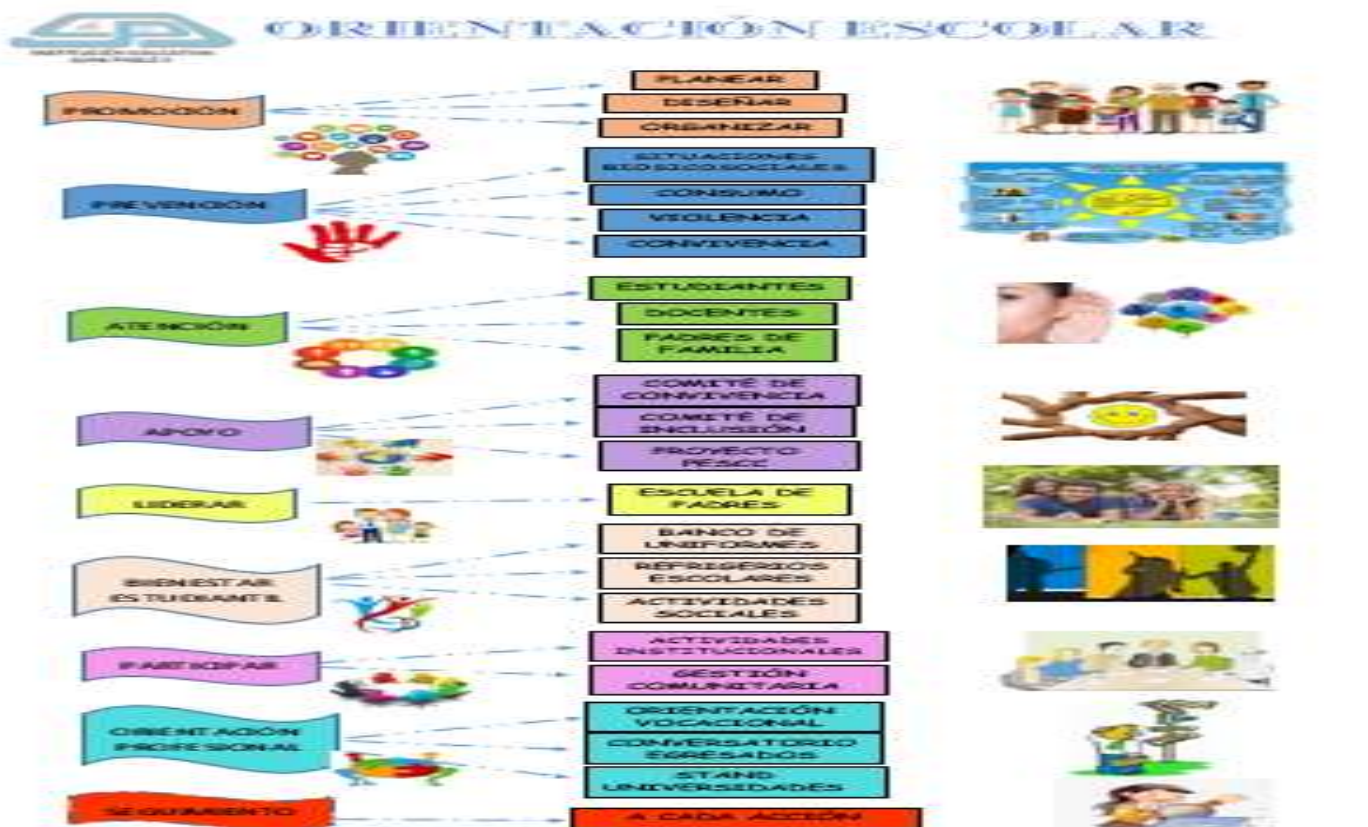 ORIENTACIÓN ESCOLAR
PROMOCIÓN
PLANEAR
DISEÑAR
ORGANIZAR
PREVENCIÓN
SITUACIONES
BIOSICOSOCIALES
CONSUMO
VIOLENCIA
CONVIVENCIA
ATENCIÓN
ESTUDIANTES
DOCENTES
PADRES DE
FAMILIA
APOYO
COMITÉ DE
CONVIVENCIA
COMITÉ DE
INCLUSIÓN
PROYECTO
PESCC
LIDERAR
ESCUELA DE
PADRES
BIENESTAR
ESTUDIANTIL
BANCO DE
UNIFORMES
REFRIGERIOS
ESCOLARES
ACTIVIDADES
SOCIALES
PARTICIPAR
ACTIVIDADES
INSTITUCIONALES
GESTIÓN
COMUNITARIA
ORIENTACIÓN
PROFESIONAL
ORIENTACIÓN
VOCACIONAL
CONVERSATORIO
EGRESADOS
STAND
UNIVERSIDADES
SEGUIMIENTO
A CADA ACCIÓN